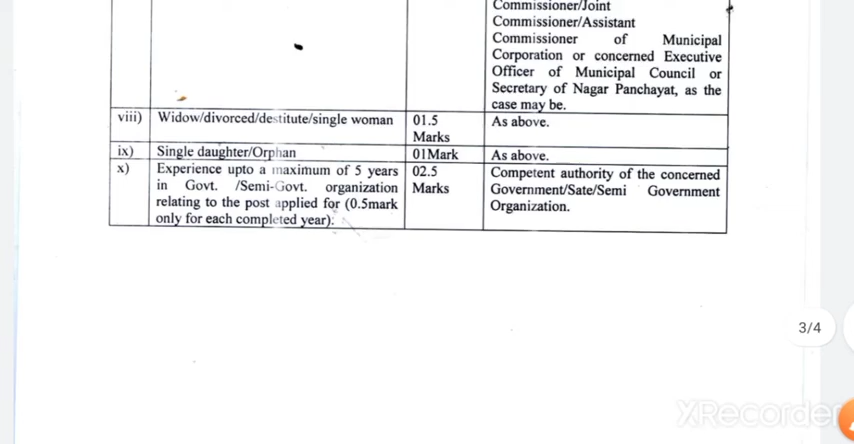 Commissioner/Joint
Commissioner/Assistant
Commissioner of Municipal
Corporation or concerned Executive
Officer of Municipal Council or
Secretary of Nagar Panchayat, as the
case may be.
viii) Widow/divorced/destitute/single woman 01.5 As above.
Marks
ix) Single daughter/Orphan 01Mark As above.
x) Experience upto a maximum of 5 years 02.5 Competent authority of the concerned
in Govt. /Semi-Govt. organization Marks Government/Sate/Semi Government
relating to the post applied for (0.5mark Organization.
only for each completed year).
3/4
XRecorder